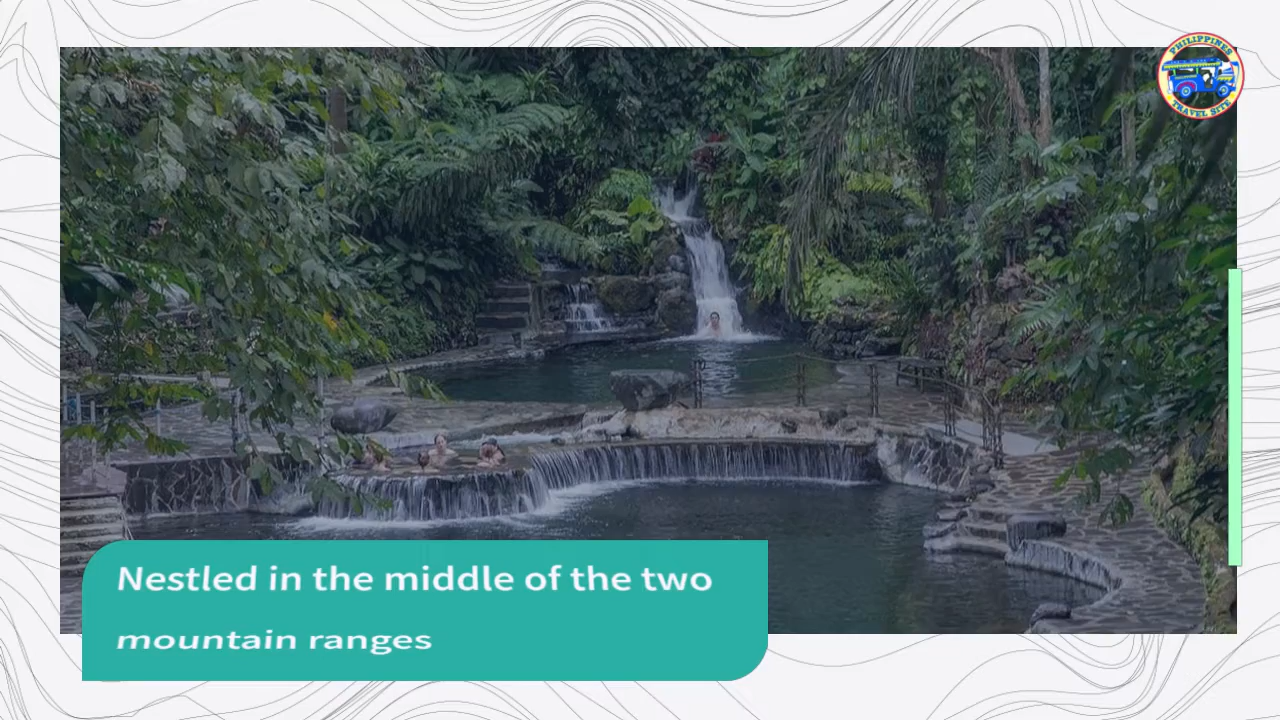 PHILIPPINES
TRAVEL SITE
Nestled in the middle of the two
mountain ranges